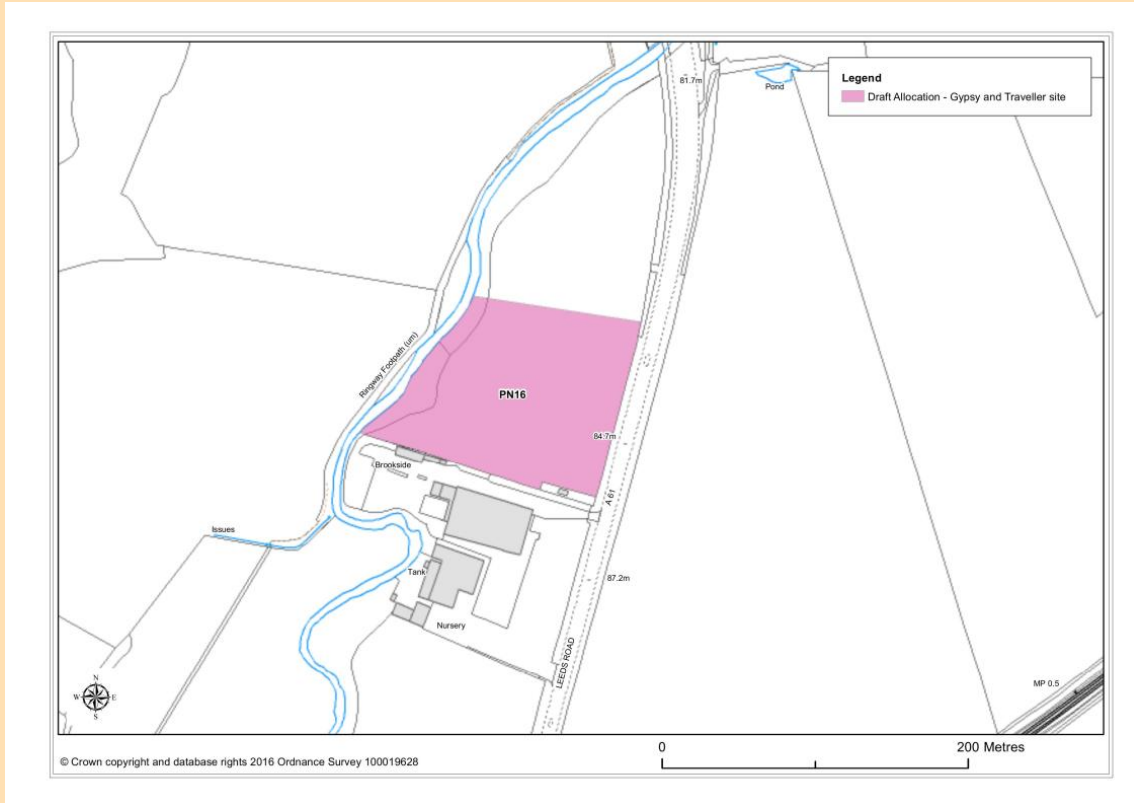 81.7m
Pond
Legend
Draft Allocation - Gypsy and Traveller site
Ringway Footpath (um)
PN16
84.7m
Brookside
A 61
Issues
Tank
87.2m
Nursery
LEEDS ROAD
MP 0.5
N
W E
S
0 200 Metres
© Crown copyright and database rights 2016 Ordnance Survey 100019628